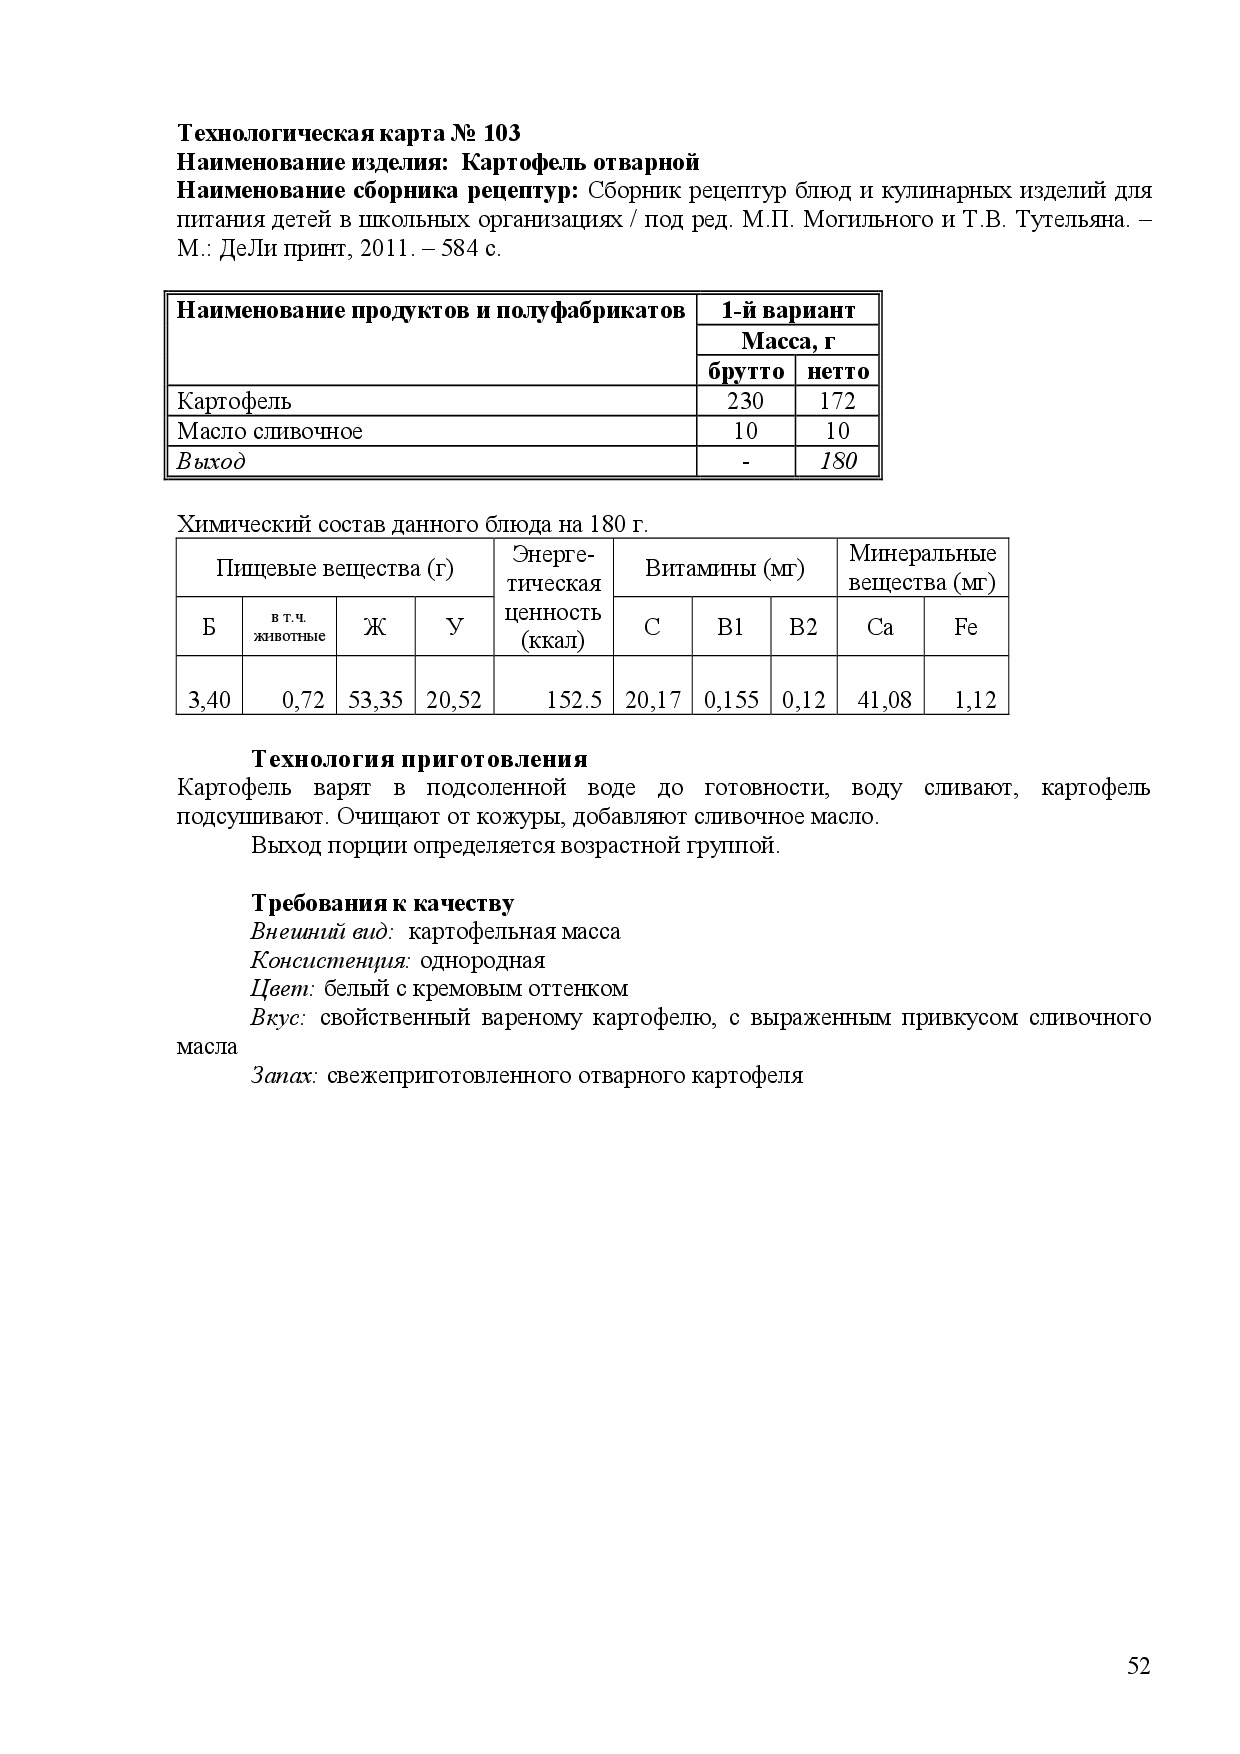 Технологическая карта № 103
Наименование изделия: Картофель отварной
Наименование сборника рецептур: Сборник рецептур блюд и кулинарных изделий для
питания детей в школьных организациях / под ред. М.П. Могильного и Т.В. Тутельяна. –
М.: ДеЛи принт, 2011. – 584 с.
Наименование продуктов и полуфабрикатов 1-й вариант
Масса, г
брутто нетто
Картофель 230 172
Масло сливочное 10 10
Выход - 180
Химический состав данного блюда на 180 г.
Пищевые вещества (г) Энерге-
тическая
ценность
(ккал) Витамины (мг) Минеральные
вещества (мг)
Б в т.ч.
животные Ж У С В1 В2 Са Fe
3,40 0,72 53,35 20,52 152.5 20,17 0,155 0,12 41,08 1,12
Технология приготовления
Картофель варят в подсоленной воде до готовности, воду сливают, картофель
подсушивают. Очищают от кожуры, добавляют сливочное масло.
Выход порции определяется возрастной группой.
Требования к качеству
Внешний вид: картофельная масса
Консистенция: однородная
Цвет: белый с кремовым оттенком
Вкус: свойственный вареному картофелю, с выраженным привкусом сливочного
масла
Запах: свежеприготовленного отварного картофеля
52